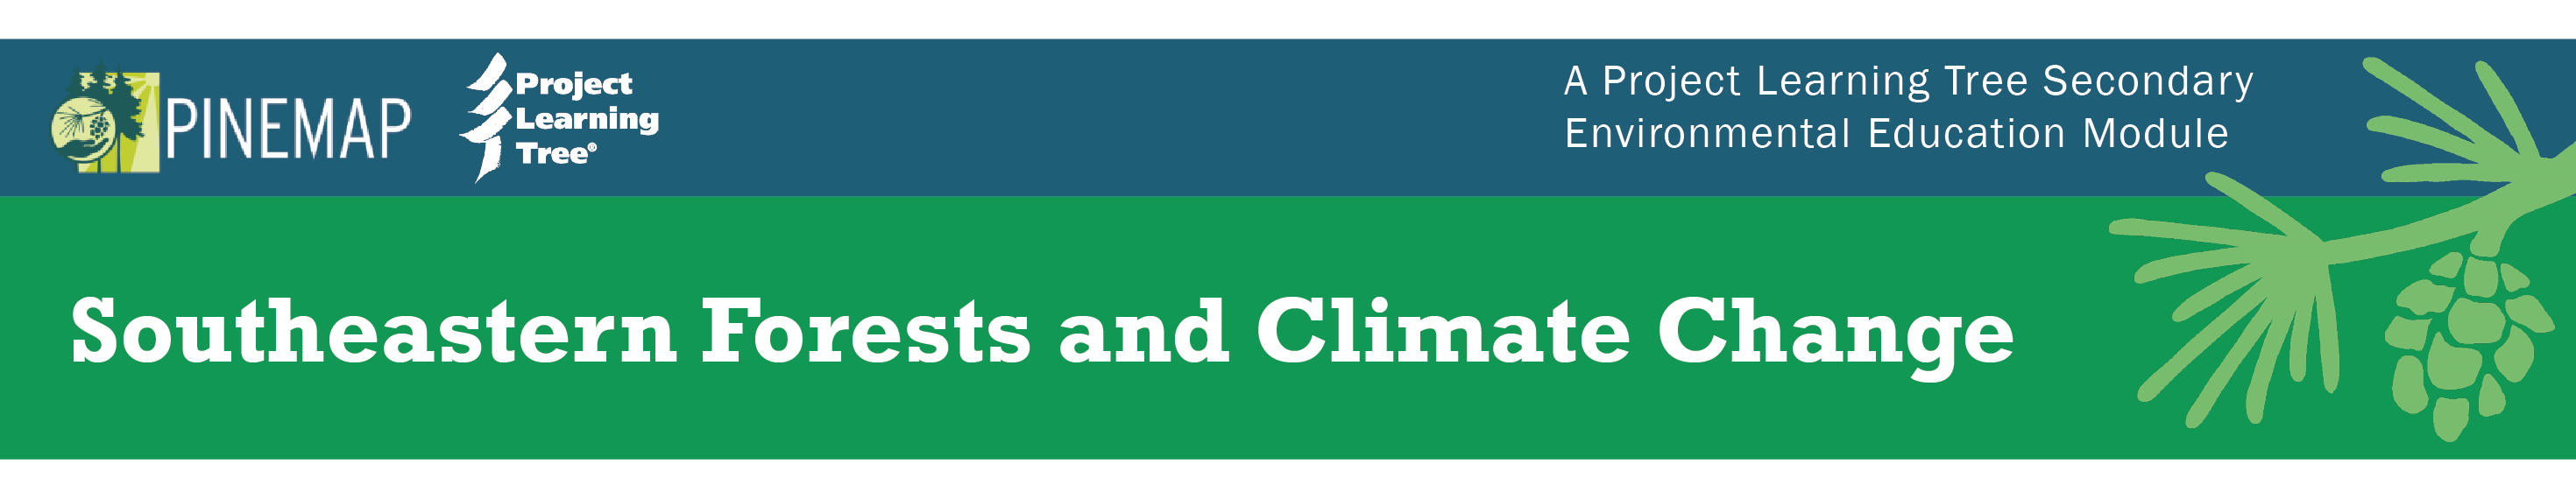 PINEMAP
Project
Learning
Tree®
A Project Learning Tree Secondary
Environmental Education Module
Southeastern Forests and Climate Change